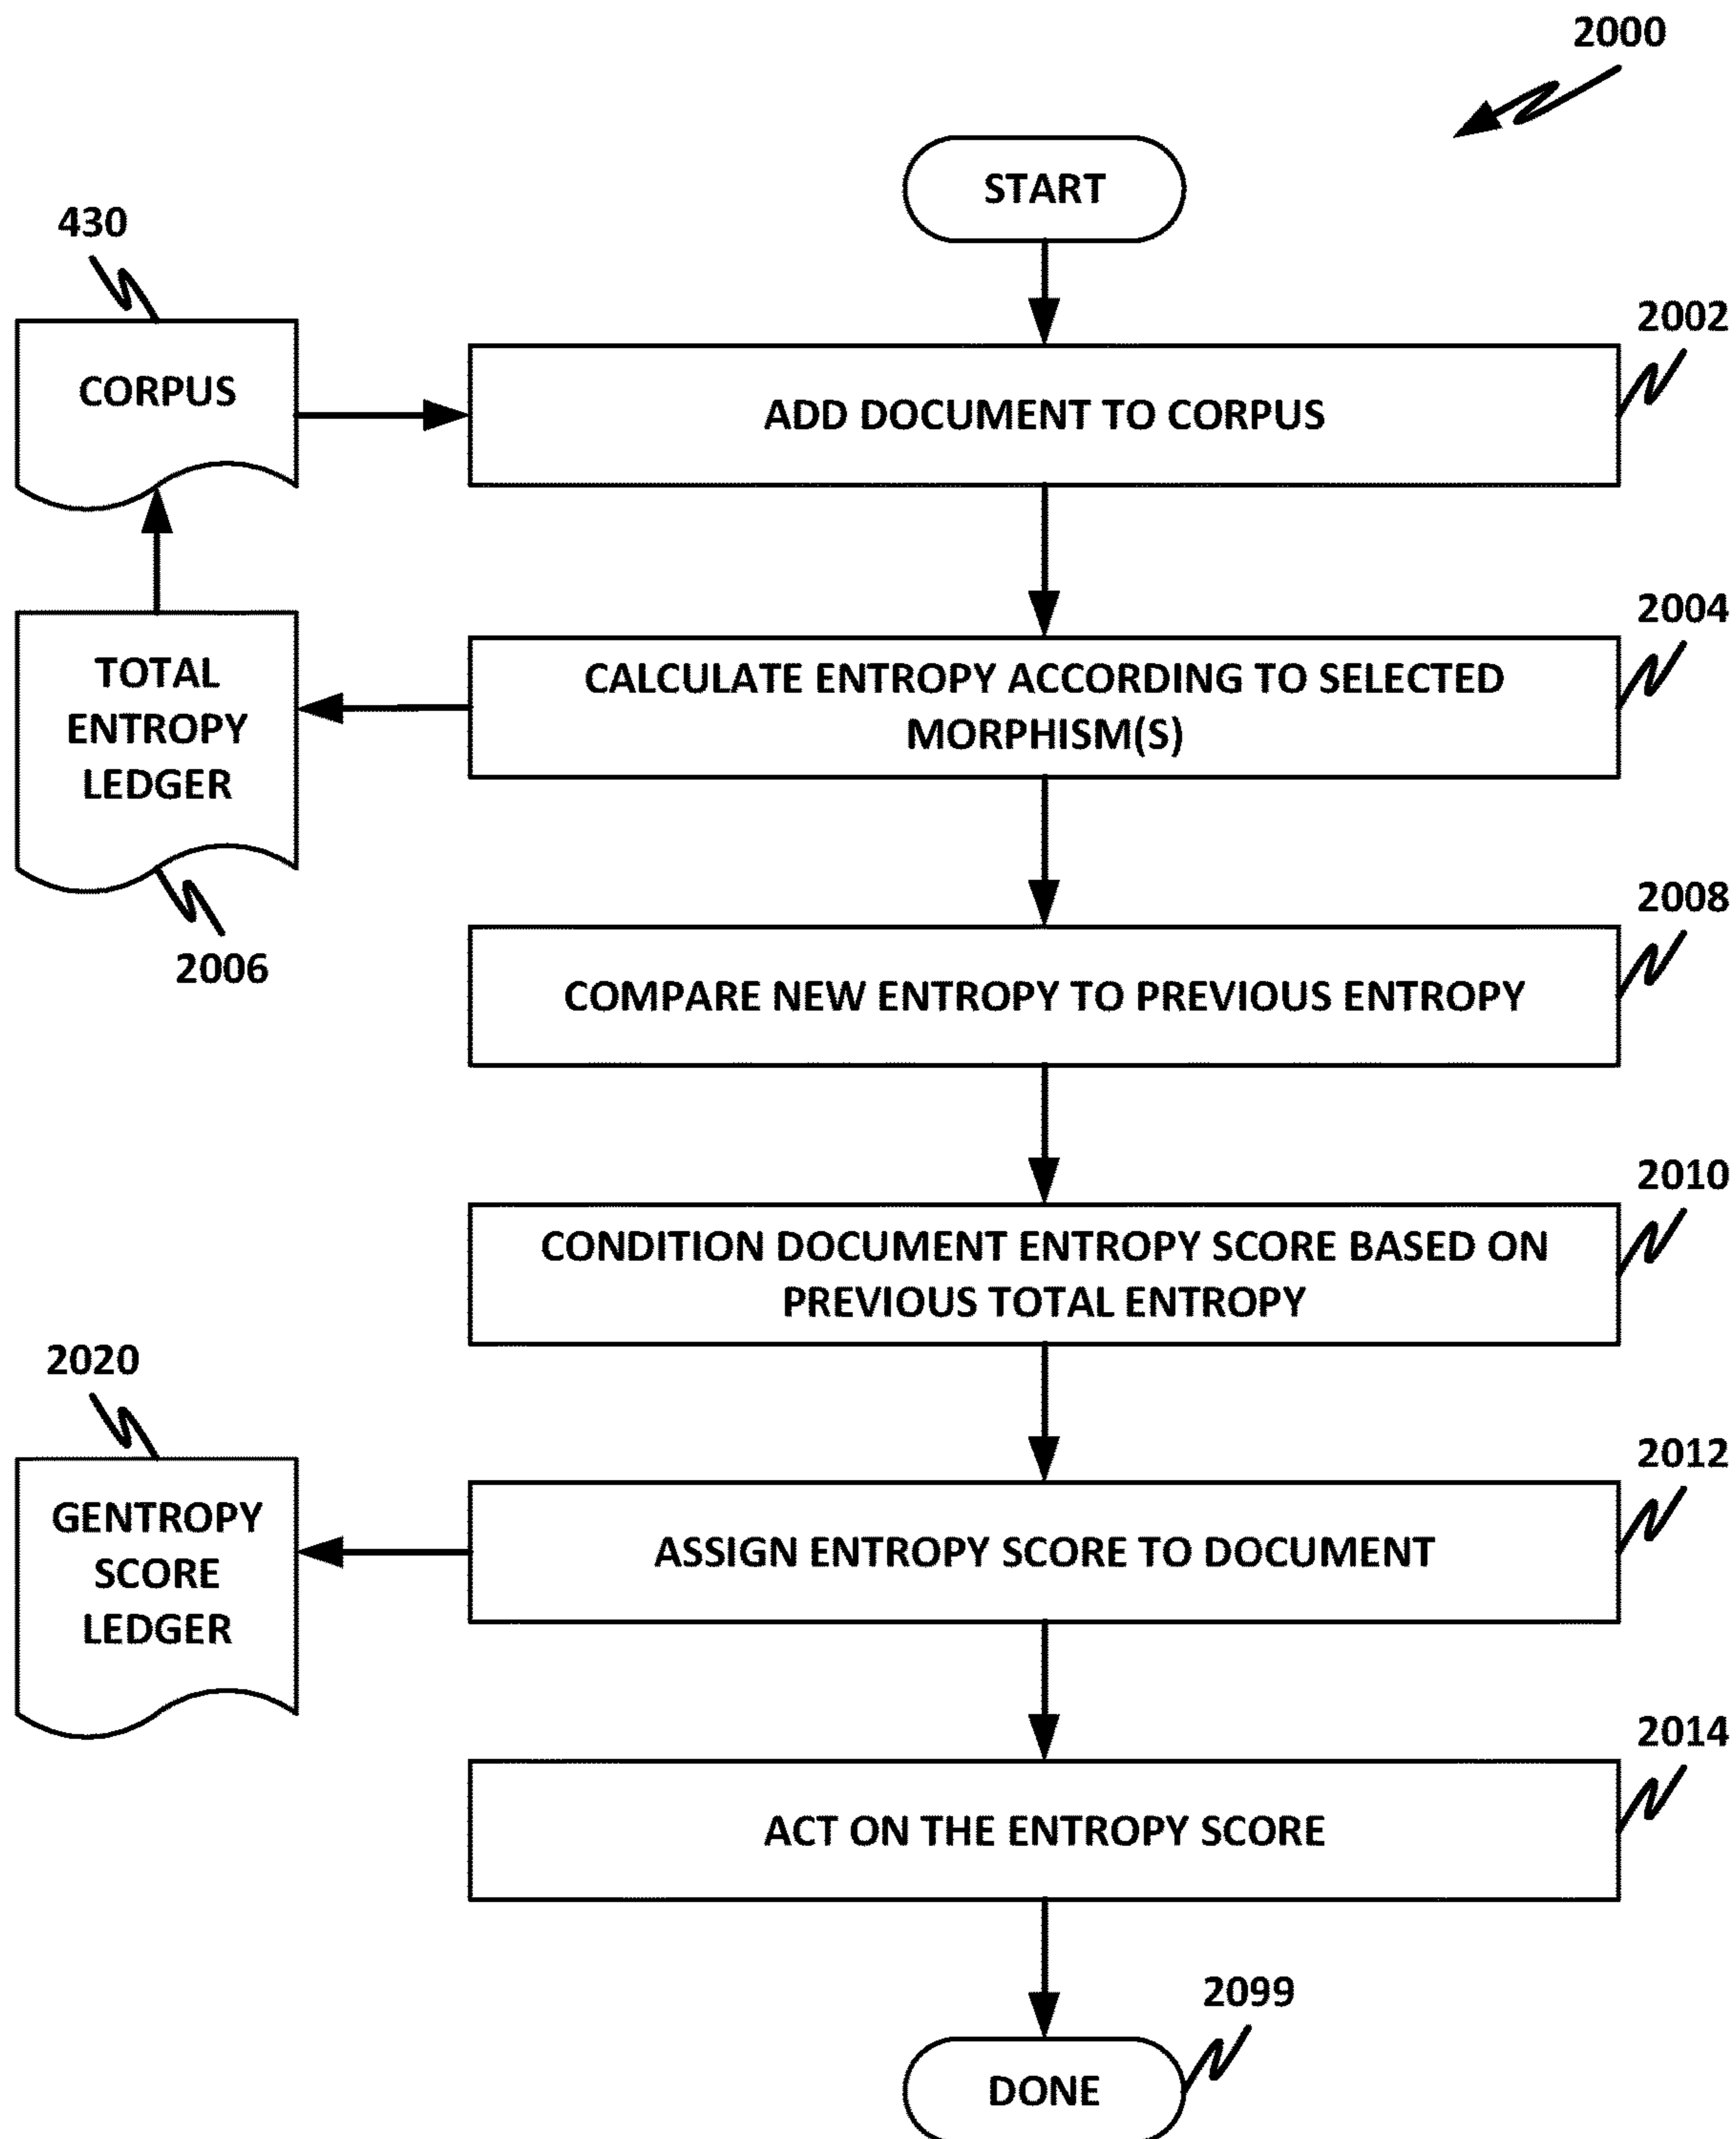 2000
START
430
CORPUS
2002
ADD DOCUMENT TO CORPUS
2004
CALCULATE ENTROPY ACCORDING TO SELECTED
MORPHISM(S)
TOTAL
ENTROPY
LEDGER
2006
2008
COMPARE NEW ENTROPY TO PREVIOUS ENTROPY
2010
CONDITION DOCUMENT ENTROPY SCORE BASED ON
PREVIOUS TOTAL ENTROPY
2020
GENTROPY
SCORE
LEDGER
2012
ASSIGN ENTROPY SCORE TO DOCUMENT
2014
ACT ON THE ENTROPY SCORE
2099
DONE